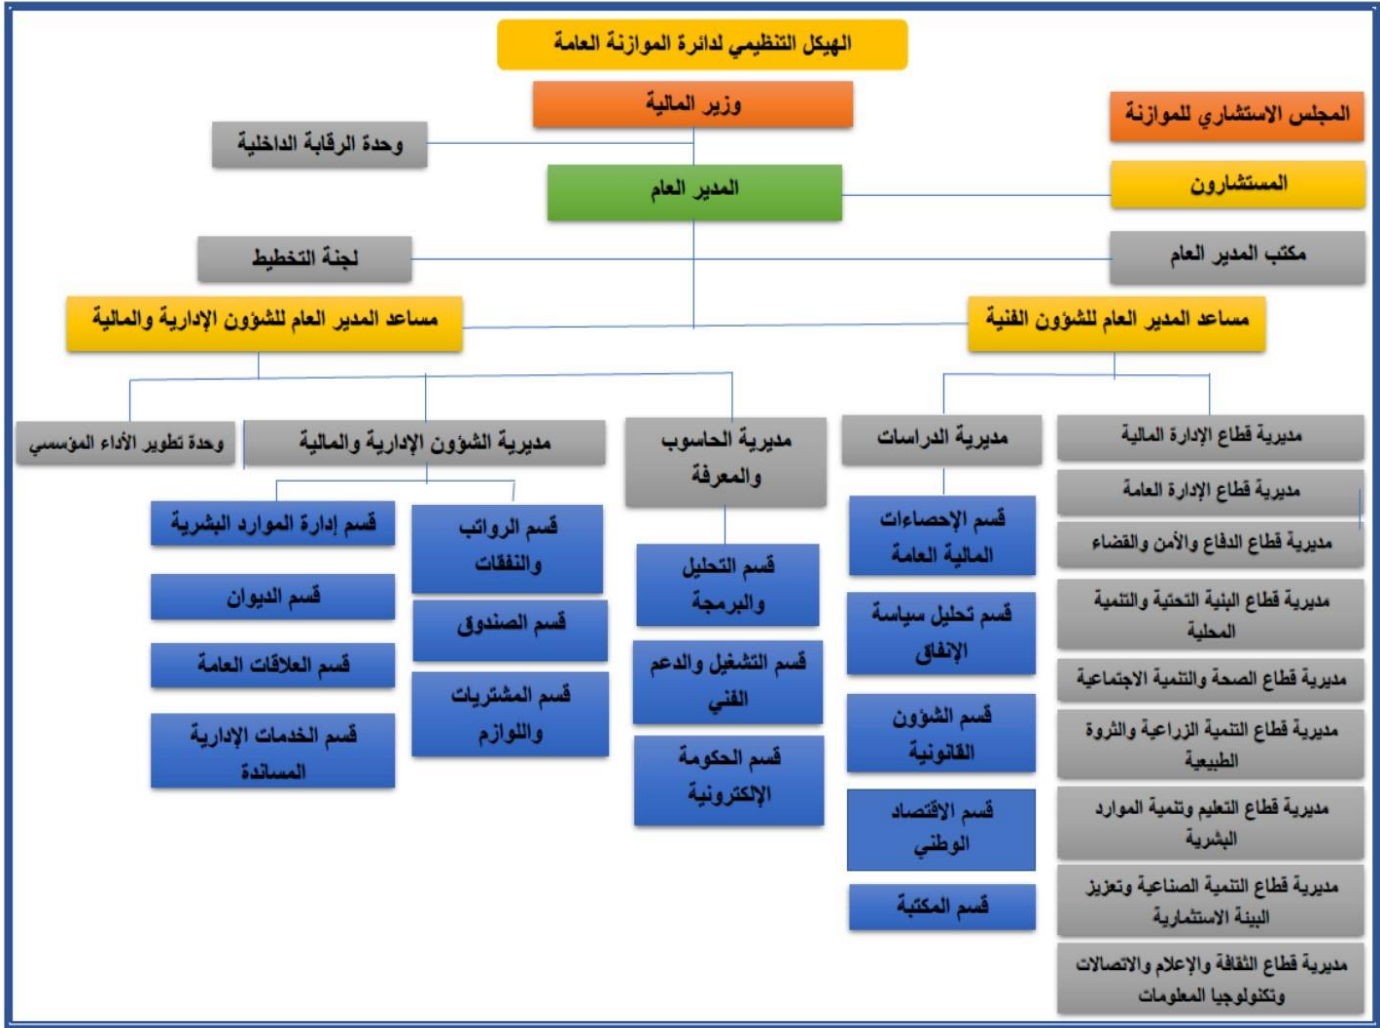 الهيكل التنظيمي لدائرة الموازنة العامة
وزير المالية
المجلس الاستشاري للموازنة
وحدة الرقابة الداخلية
المدير العام
المستشارون
مكتب المدير العام
لجنة التخطيط
مساعد المدير العام للشؤون الفنية
مساعد المدير العام للشؤون الإدارية والمالية
مديرية قطاع الإدارة المالية
مديرية قطاع الإدارة العامة
مديرية قطاع الدفاع والأمن والقضاء
مديرية قطاع البنية التحتية والتنمية
المحلية
مديرية قطاع الصحة والتنمية الاجتماعية
مديرية قطاع التنمية الزراعية والثروة
الطبيعية
مديرية قطاع التعليم وتنمية الموارد
البشرية
مديرية قطاع التنمية الصناعية وتعزيز
البيئة الاستثمارية
مديرية قطاع الثقافة والإعلام والاتصالات
وتكنولوجيا المعلومات
مديرية الدراسات
قسم الإحصاءات
المالية العامة
قسم تحليل سياسة
الإنفاق
قسم الشؤون
القانونية
قسم الاقتصاد
الوطني
قسم المكتبة
مديرية الحاسوب
والمعرفة
قسم التحليل
والبرمجة
قسم التشغيل والدعم
الفني
قسم الحكومة
الإلكترونية
مديرية الشؤون الإدارية والمالية
قسم الرواتب
والنفقات
قسم الصندوق
قسم المشتريات
واللوازم
قسم إدارة الموارد البشرية
قسم الديوان
قسم العلاقات العامة
قسم الخدمات الإدارية
المساندة
وحدة تطوير الأداء المؤسسي